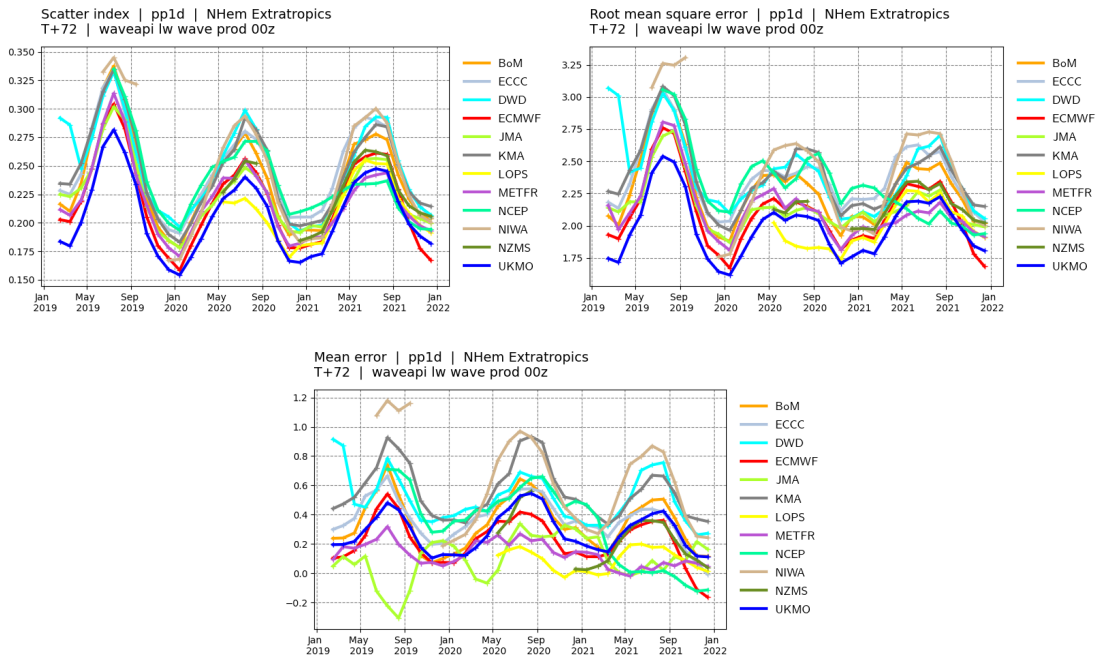 Scatter index | pp1d | NHem Extratropics
T+72 | waveapi lw wave prod 00z
0.350
0.325
0.300
0.275
0.250
0.225
0.200
0.175
0.150
Jan May Sep Jan May Sep Jan May Sep Jan
2019 2019 2019 2020 2020 2020 2021 2021 2021 2022
BoM
ECCC
DWD
ECMWF
JMA
KMA
LOPS
METFR
NCEP
NIWA
NZMS
UKMO
Root mean square error | pp1d | NHem Extratropics
T+72 | waveapi lw wave prod 00z
3.25
3.00
2.75
2.50
2.25
2.00
1.75
Jan May Sep Jan May Sep Jan May Sep Jan
2019 2019 2019 2020 2020 2020 2021 2021 2021 2022
BoM
ECCC
DWD
ECMWF
JMA
KMA
LOPS
METFR
NCEP
NIWA
NZMS
UKMO
Mean error | pp1d | NHem Extratropics
T+72 | waveapi lw wave prod 00z
1.2
1.0
0.8
0.6
0.4
0.2
0.0
−0.2
Jan May Sep Jan May Sep Jan May Sep Jan
2019 2019 2019 2020 2020 2020 2021 2021 2021 2022
BoM
ECCC
DWD
ECMWF
JMA
KMA
LOPS
METFR
NCEP
NIWA
NZMS
UKMO